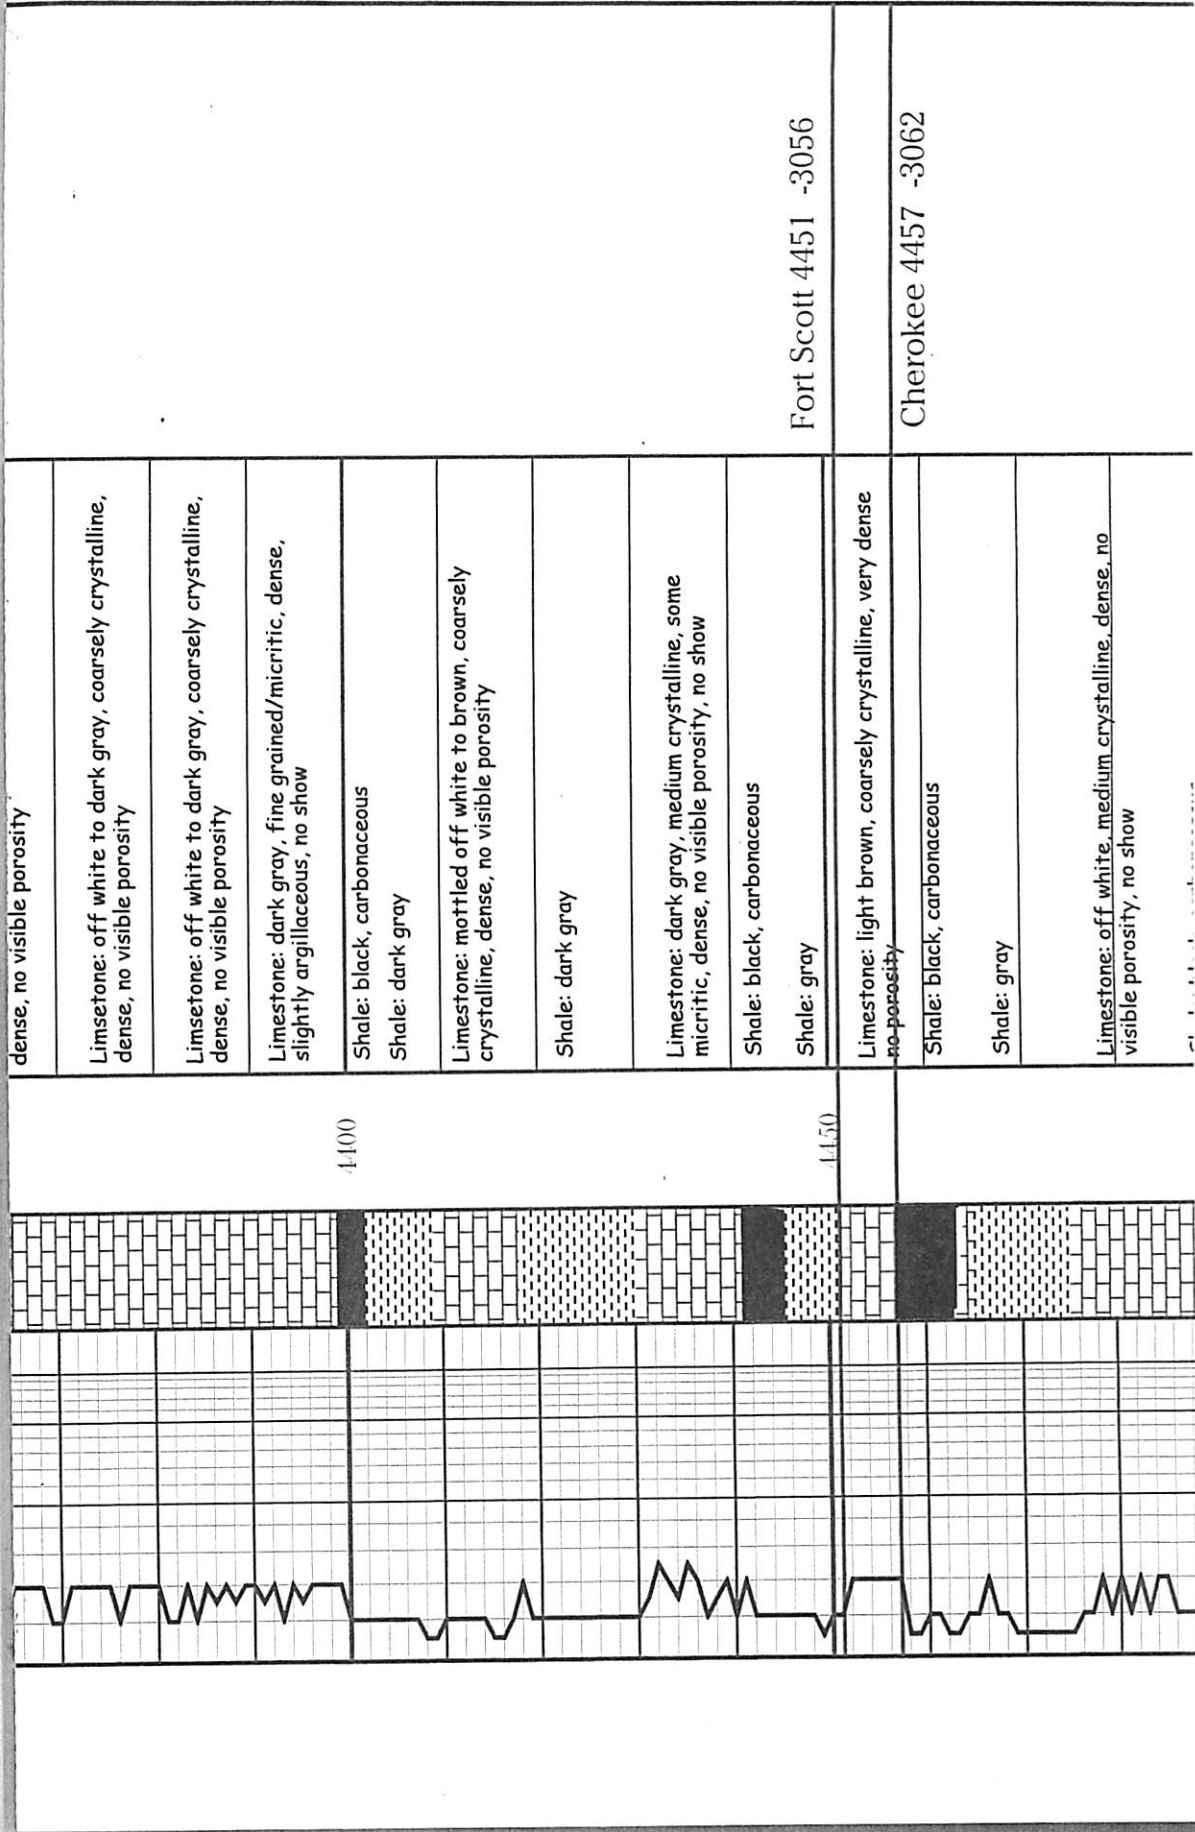 dense, no visible porosity
Limsetone: off white to dark gray, coarsely crystalline,
dense, no visible porosity
Limsetone: off white to dark gray, coarsely crystalline,
dense, no visible porosity
Limestone: dark gray, fine grained/micritic, dense,
slightly argillaceous, no show
4400
Shale: black, carbonaceous
Shale: dark gray
Limestone: mottled off white to brown, coarsely
crystalline, dense, no visible porosity
Shale: dark gray
Limestone: dark gray, medium crystalline, some
micritic, dense, no visible porosity, no show
Shale: black, carbonaceous
Shale: gray
4450
Fort Scott 4451 -3056
Limestone: light brown, coarsely crystalline, very dense
no porosity
Cherokee 4457 -3062
Shale: black, carbonaceous
Shale: gray
Limestone: off white, medium crystalline, dense, no
visible porosity, no show